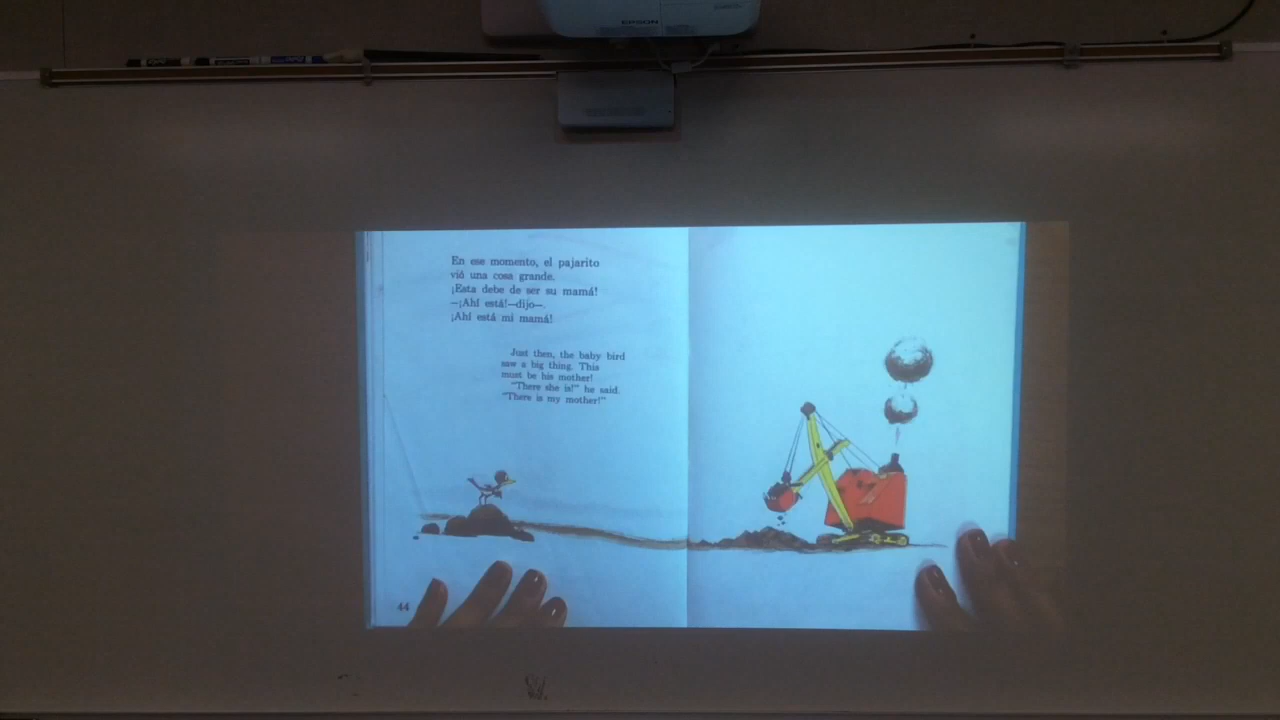 EPSON
En ese momento, el pajarito
vió una cosa grande.
¡Esta debe de ser su mamá!
—¡Ahí está!—dijo—.
¡Ahí está mi mamá!
Just then, the baby bird
saw a big thing. This
must be his mother!
"There she is!" he said.
"There is my mother!"
44